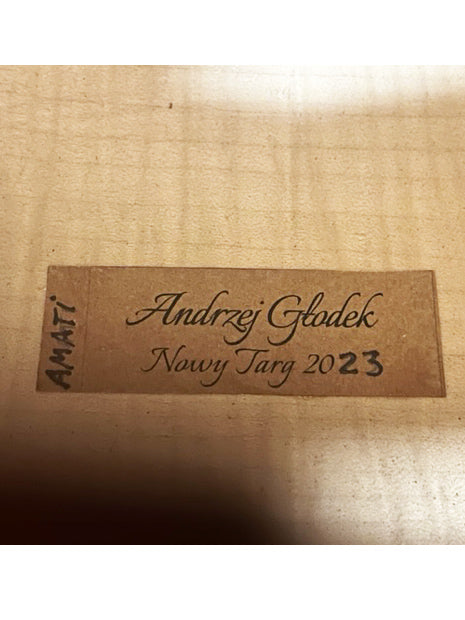 AMATi
Andrzej Głodek
Nowy Targ 2023